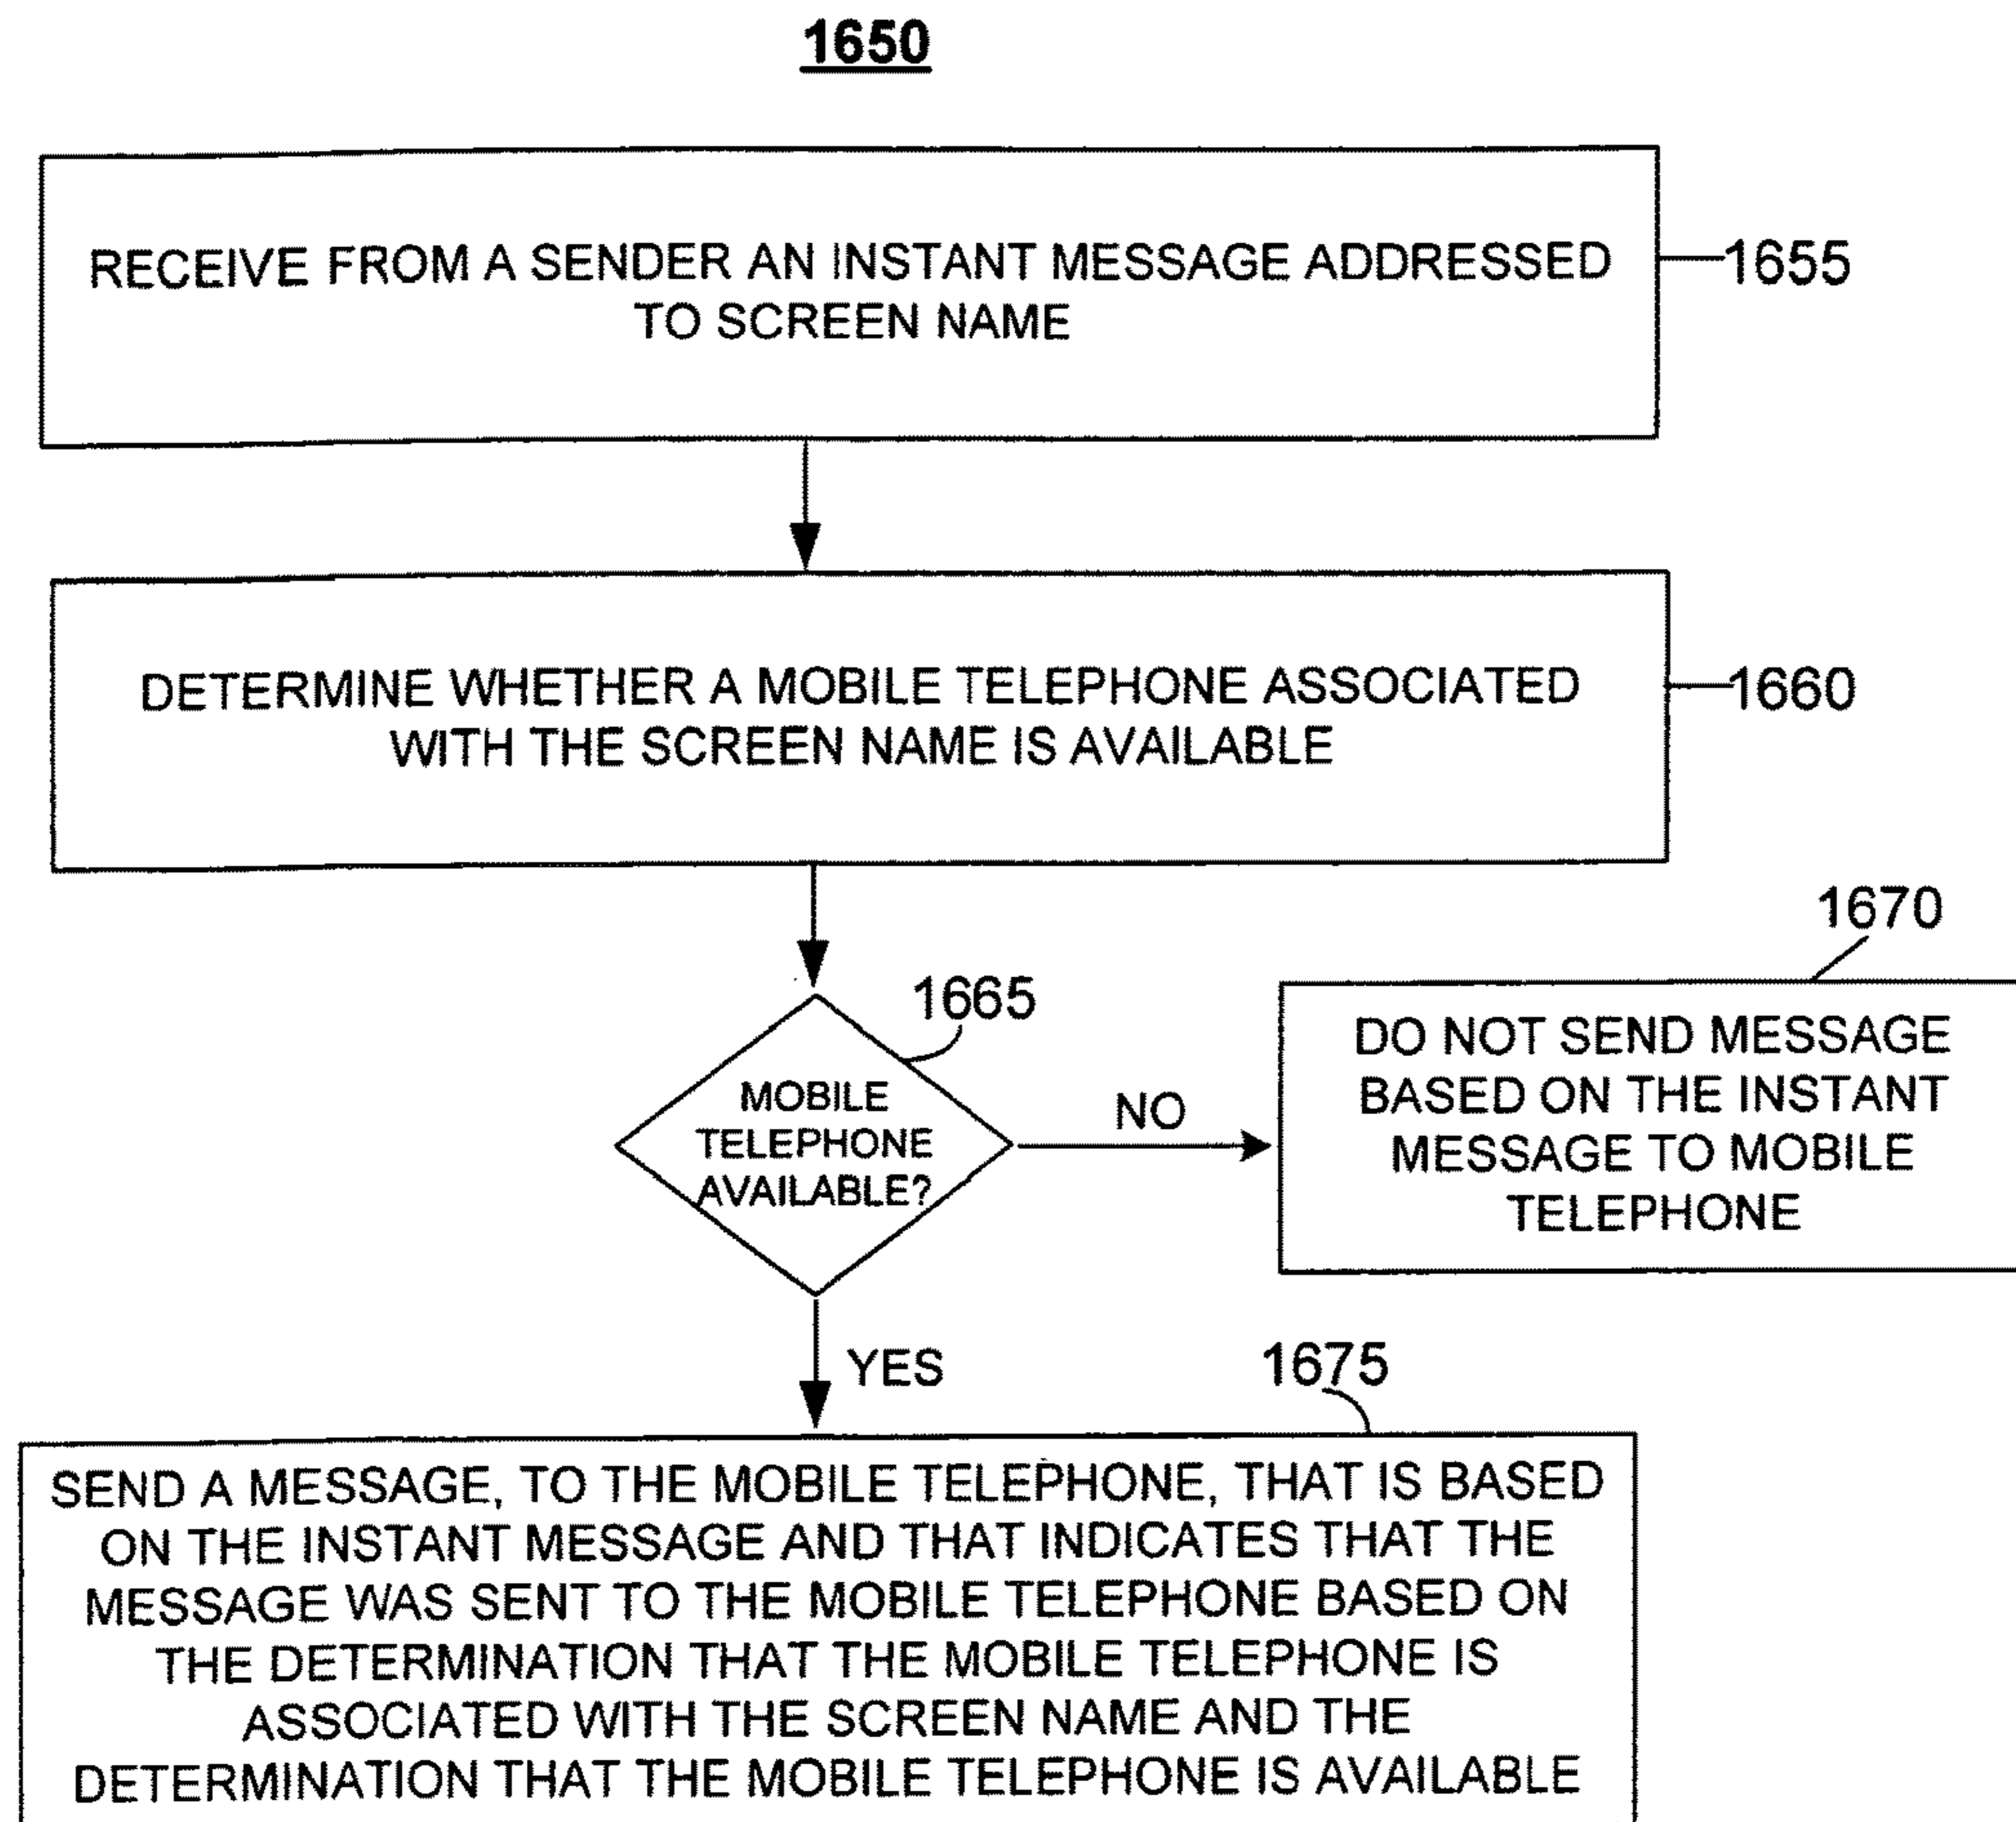 1650
RECEIVE FROM A SENDER AN INSTANT MESSAGE ADDRESSED
TO SCREEN NAME
1655
DETERMINE WHETHER A MOBILE TELEPHONE ASSOCIATED
WITH THE SCREEN NAME IS AVAILABLE
1660
1665
MOBILE
TELEPHONE
AVAILABLE?
NO
1670
DO NOT SEND MESSAGE
BASED ON THE INSTANT
MESSAGE TO MOBILE
TELEPHONE
YES
1675
SEND A MESSAGE, TO THE MOBILE TELEPHONE, THAT IS BASED
ON THE INSTANT MESSAGE AND THAT INDICATES THAT THE
MESSAGE WAS SENT TO THE MOBILE TELEPHONE BASED ON
THE DETERMINATION THAT THE MOBILE TELEPHONE IS
ASSOCIATED WITH THE SCREEN NAME AND THE
DETERMINATION THAT THE MOBILE TELEPHONE IS AVAILABLE